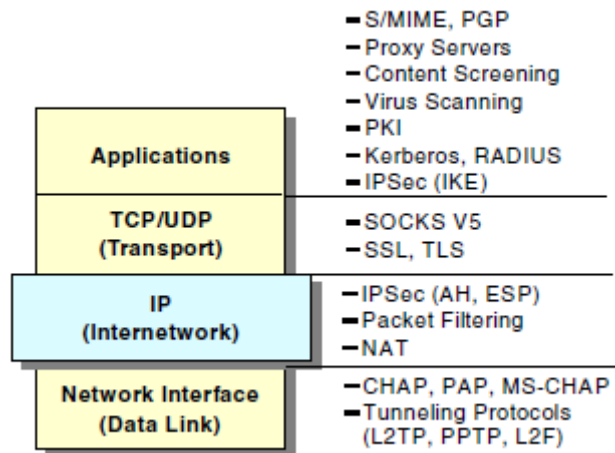 S/MIME, PGP
Proxy Servers
Content Screening
Virus Scanning
PKI
Kerberos, RADIUS
IPSec (IKE)
Applications
SOCKS V5
SSL, TLS
TCP/UDP
(Transport)
IPSec (AH, ESP)
Packet Filtering
NAT
IP
(Internetwork)
CHAP, PAP, MS-CHAP
Tunneling Protocols
(L2TP, PPTP, L2F)
Network Interface
(Data Link)